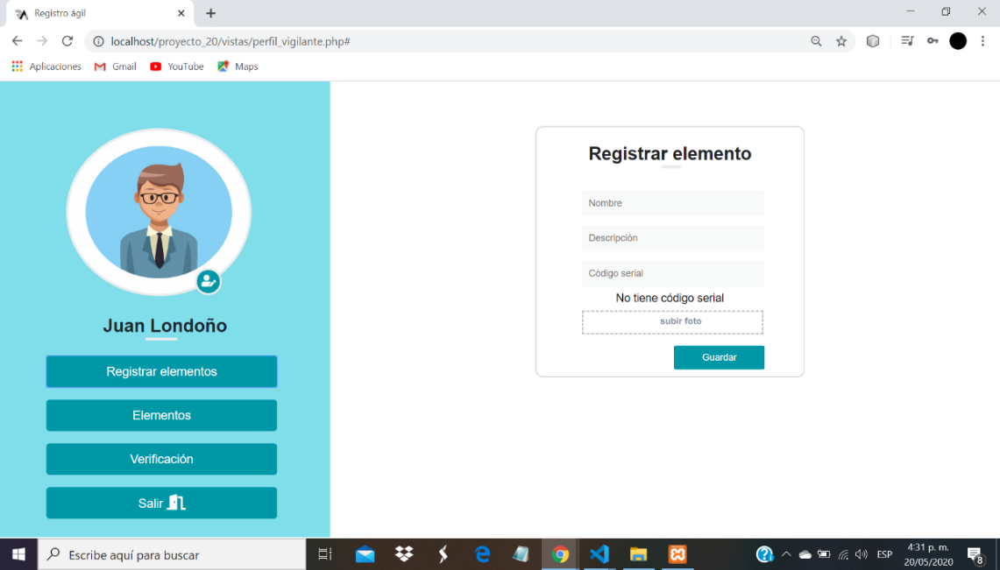 Registro ágil
localhost/proyecto_20/vistas/perfil_vigilante.php#
Aplicaciones Gmail YouTube Maps
Juan Londoño
Registrar elementos
Elementos
Verificación
Salir
Registrar elemento
Nombre
Descripción
Código serial
No tiene código serial
subir foto
Guardar
Escribe aquí para buscar
ESP
4:31 p. m.
20/05/2020
8